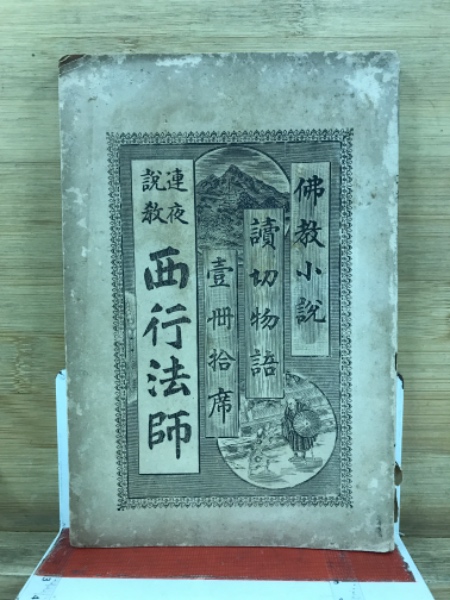 佛教小說
讀切物語
壹冊拾席
連夜
說教
西行法師